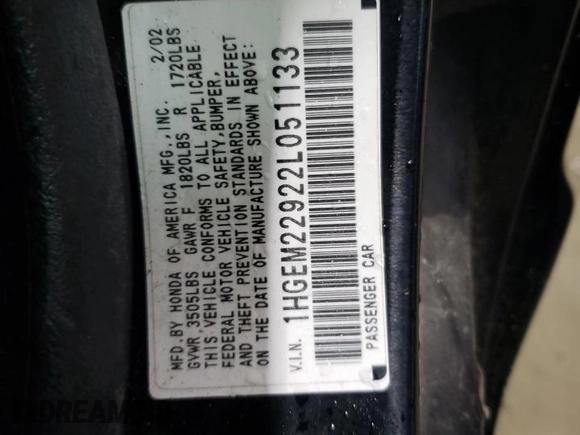 MFD.BY HONDA OF AMERICA MFG.,INC. 2/02
GVWR 3505LBS GAWR F 1820LBS R 1720LBS
THIS VEHICLE CONFORMS TO ALL APPLICABLE
FEDERAL MOTOR VEHICLE SAFETY,BUMPER,
AND THEFT PREVENTION STANDARDS IN EFFECT
ON THE DATE OF MANUFACTURE SHOWN ABOVE:
V.I.N. 1HGEM22922L051133
PASSENGER CAR